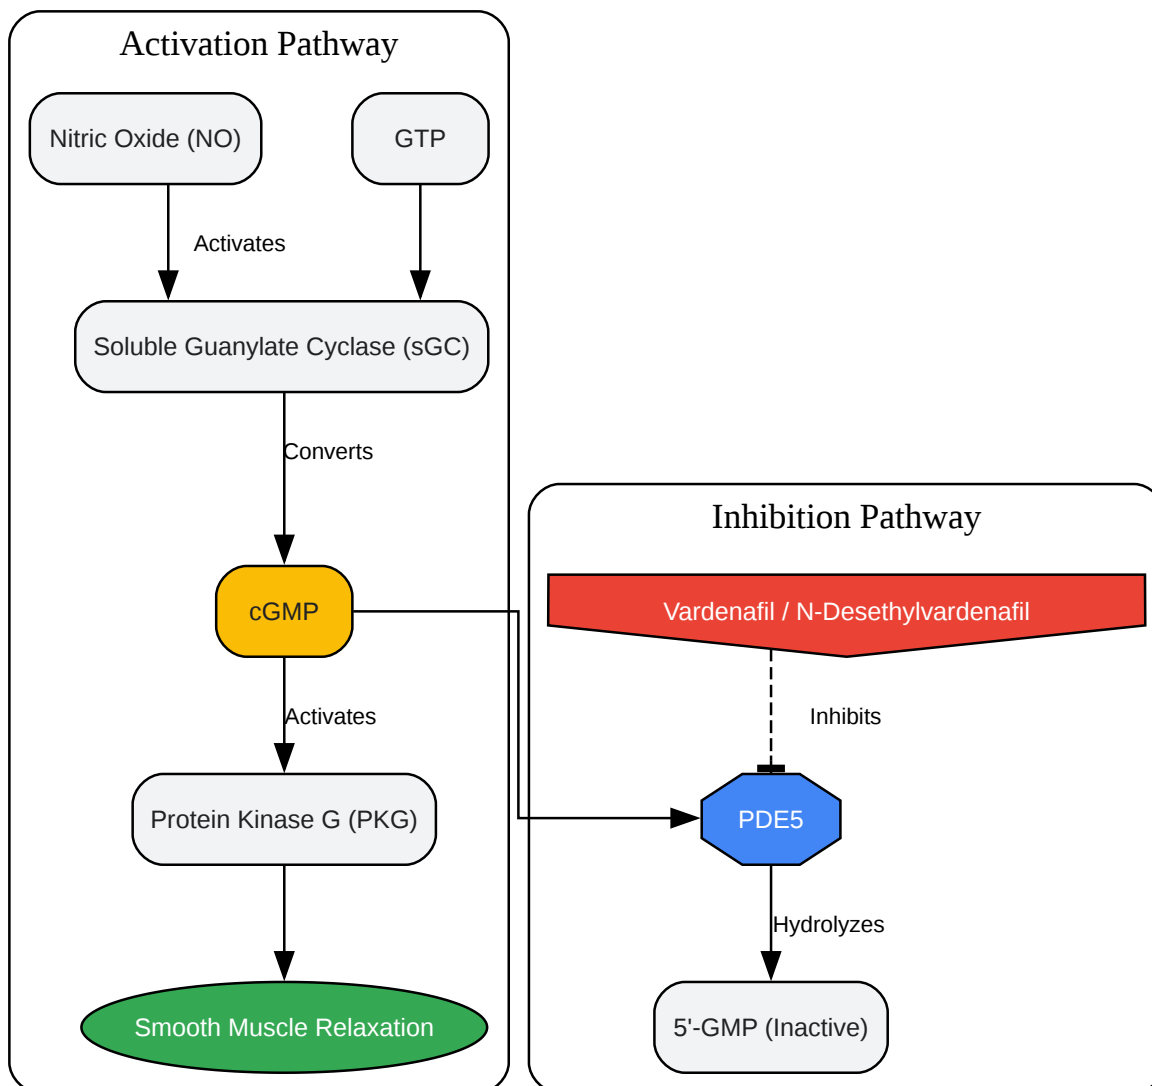 Activation Pathway
Nitric Oxide (NO)
GTP
Activates
Soluble Guanylate Cyclase (sGC)
Converts
cGMP
Activates
Protein Kinase G (PKG)
Smooth Muscle Relaxation
Inhibition Pathway
Vardenafil / N-Desethylvardenafil
Inhibits
PDE5
Hydrolyzes
5'-GMP (Inactive)